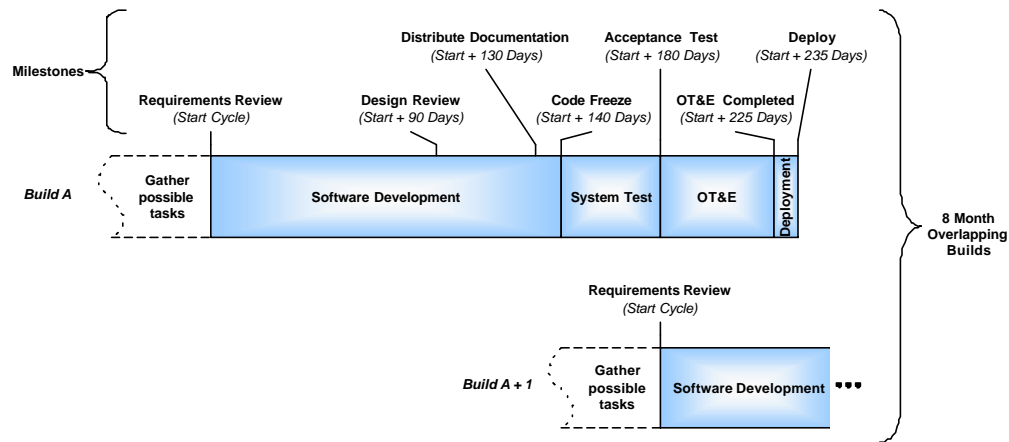 Distribute Documentation
(Start + 130 Days)
Acceptance Test
(Start + 180 Days)
Deploy
(Start + 235 Days)
Milestones
Requirements Review
(Start Cycle)
Design Review
(Start + 90 Days)
Code Freeze
(Start + 140 Days)
OT&E Completed
(Start + 225 Days)
Build A
Gather
possible
tasks
Software Development
System Test
OT&E
Deployment
8 Month
Overlapping
Builds
Requirements Review
(Start Cycle)
Build A + 1
Gather
possible
tasks
Software Development